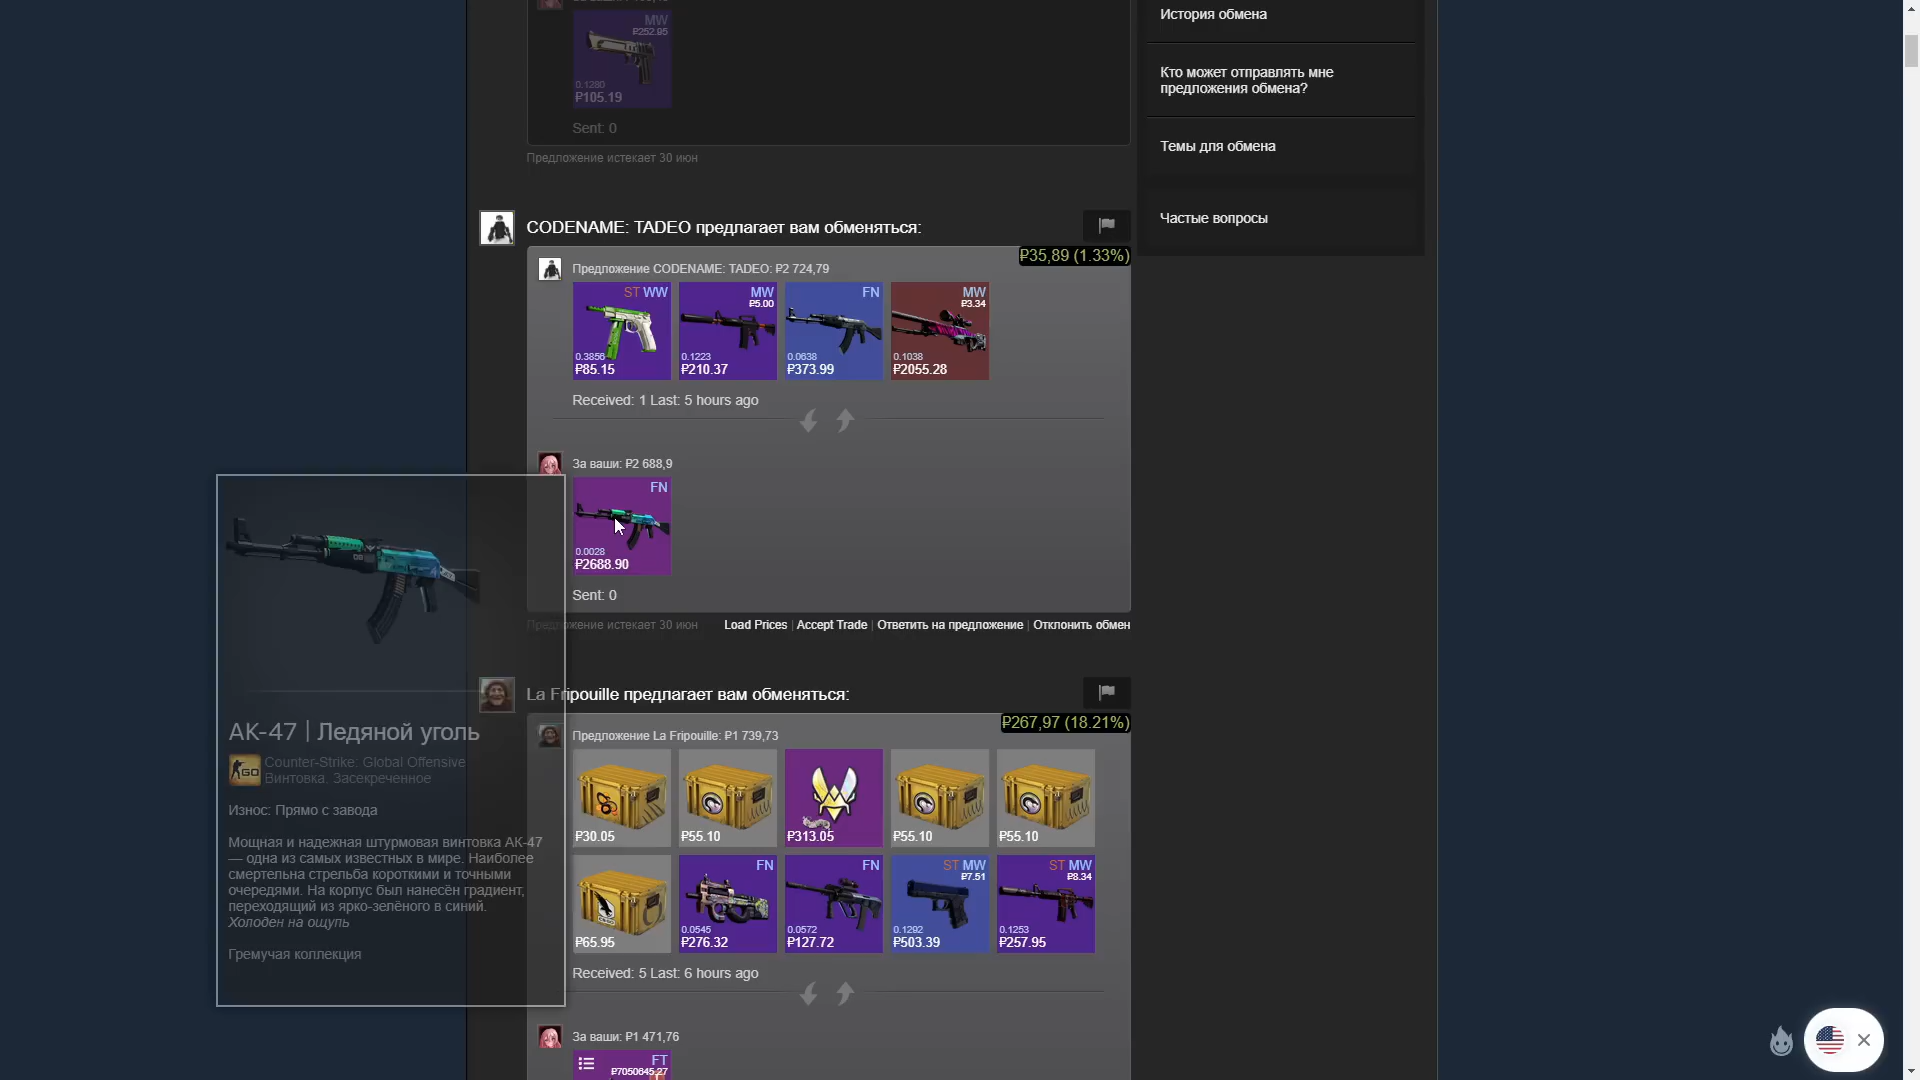 MW
₽252.95
0.1280
₽105.19
Sent: 0
Предложение истекает 30 июн
История обмена
Кто может отправлять мне
предложения обмена?
Темы для обмена
Частые вопросы
CODENAME: TADEO предлагает вам обменяться:
₽35,89 (1.33%)
Предложение CODENAME: TADEO: ₽2 724,79
ST WW
0.3856
₽85.15
MW
₽5.00
0.1223
₽210.37
FN
0.0638
₽373.99
MW
₽3.34
0.1038
₽2055.28
Received: 1 Last: 5 hours ago
За ваши: ₽2 688,9
FN
0.0028
₽2688.90
Sent: 0
Предложение истекает 30 июн
Load Prices | Accept Trade | Ответить на предложение | Отклонить обмен
La Fripouille предлагает вам обменяться:
₽267,97 (18.21%)
Предложение La Fripouille: ₽1 739,73
₽30.05
₽55.10
₽313.05
₽55.10
₽55.10
₽65.95
FN
0.0545
₽276.32
FN
0.0572
₽127.72
ST MW
₽7.51
0.1292
₽503.39
ST MW
₽8.34
0.1253
₽257.95
Received: 5 Last: 6 hours ago
За ваши: ₽1 471,76
FT
₽7050645.27
АК-47 | Ледяной уголь
GO
Counter-Strike: Global Offensive
Винтовка. Засекреченное
Износ: Прямо с завода
Мощная и надежная штурмовая винтовка АК-47
— одна из самых известных в мире. Наиболее
смертельна стрельба короткими и точными
очередями. На корпус был нанесён градиент,
переходящий из ярко-зелёного в синий.
Холоден на ощупь
Гремучая коллекция